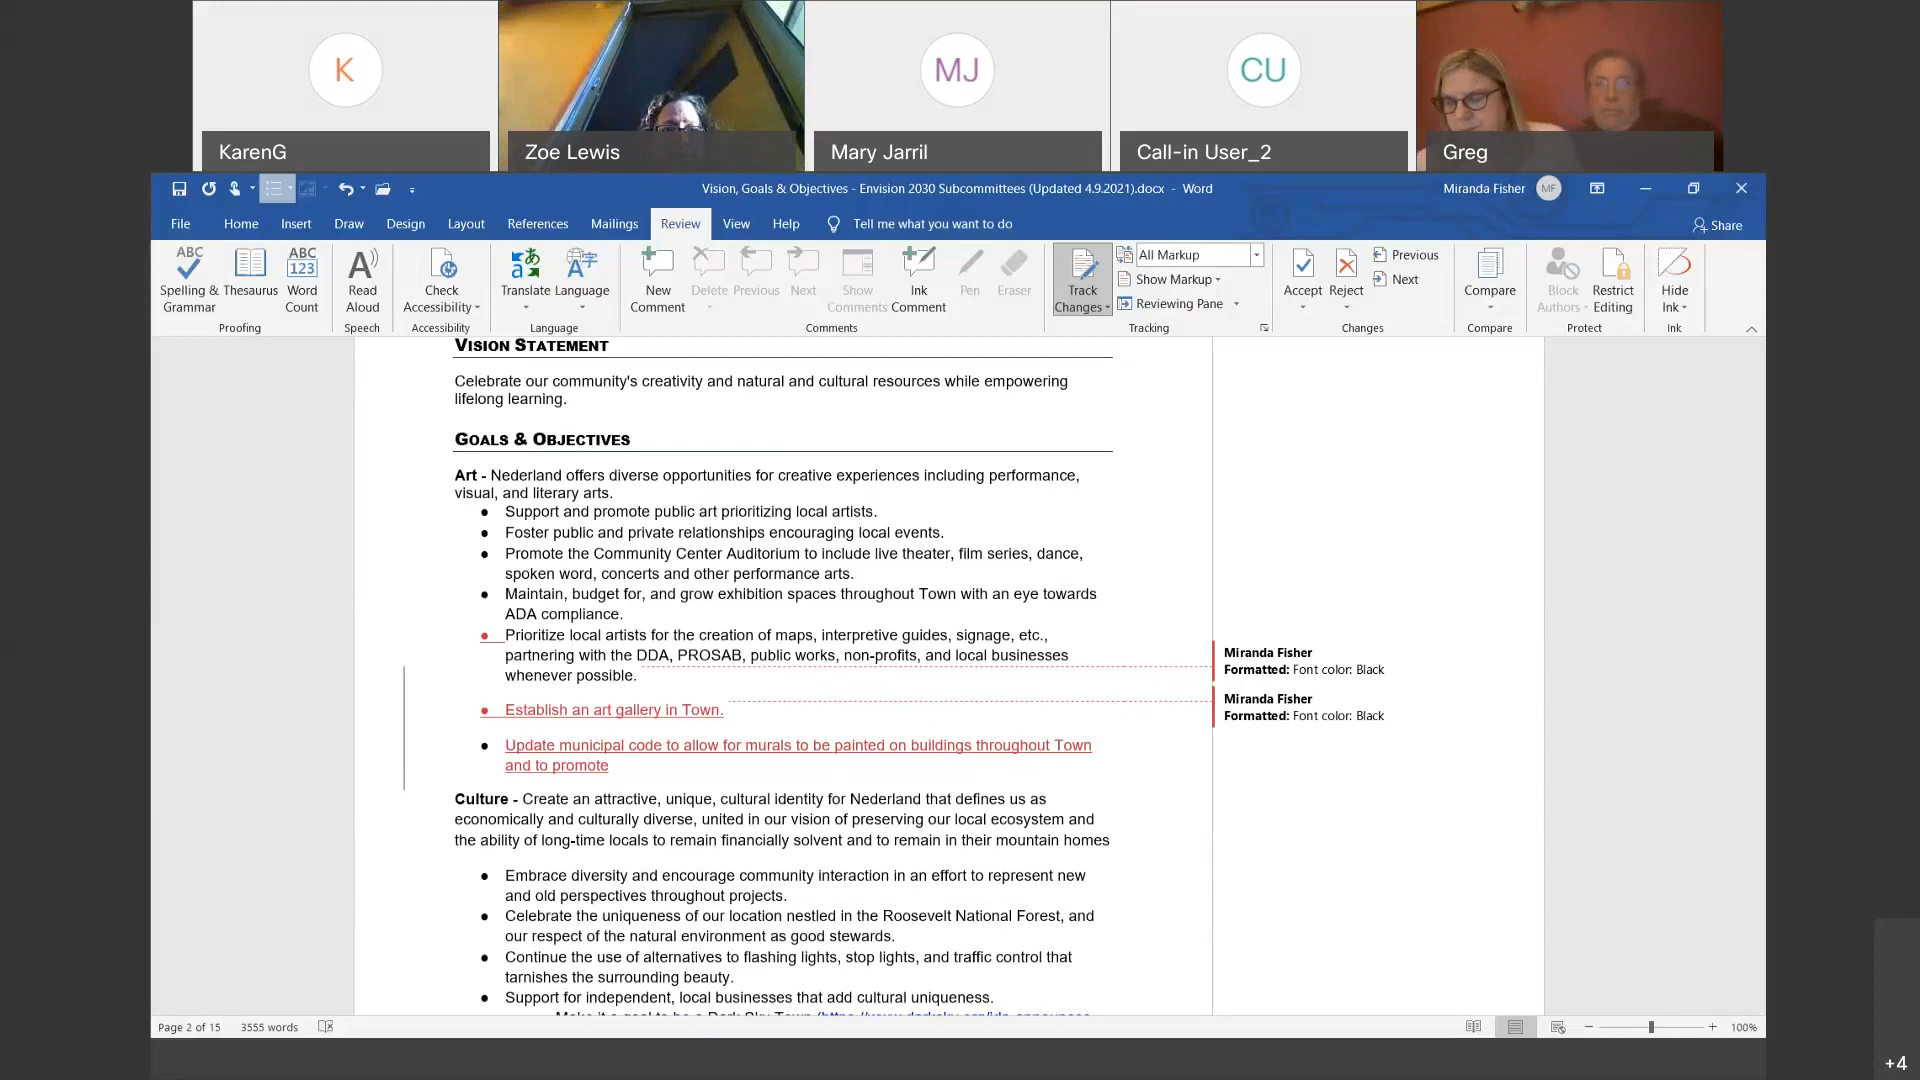 K
MJ
CU
KarenG
Zoe Lewis
Mary Jarril
Call-in User_2
Greg
Vision, Goals & Objectives - Envision 2030 Subcommittees (Updated 4.9.2021).docx - Word
Miranda Fisher
MF
File Home Insert Draw Design Layout References Mailings Review View Help Tell me what you want to do
Share
ABC
Spelling & Grammar
Thesaurus
ABC 123
Word Count
Read Aloud
Check Accessibility
Translate
Language
New Comment
Delete
Previous
Next
Show Comments
Ink Comment
Pen
Eraser
Track Changes
All Markup
Show Markup
Reviewing Pane
Accept
Reject
Previous
Next
Compare
Block Authors
Restrict Editing
Hide Ink
Proofing Speech Accessibility Language Comments Tracking Changes Compare Protect Ink
VISION STATEMENT
Celebrate our community's creativity and natural and cultural resources while empowering
lifelong learning.
GOALS & OBJECTIVES
Art - Nederland offers diverse opportunities for creative experiences including performance,
visual, and literary arts.
● Support and promote public art prioritizing local artists.
● Foster public and private relationships encouraging local events.
● Promote the Community Center Auditorium to include live theater, film series, dance,
spoken word, concerts and other performance arts.
● Maintain, budget for, and grow exhibition spaces throughout Town with an eye towards
ADA compliance.
● Prioritize local artists for the creation of maps, interpretive guides, signage, etc.,
partnering with the DDA, PROSAB, public works, non-profits, and local businesses
whenever possible.
Miranda Fisher
Formatted: Font color: Black
● Establish an art gallery in Town.
Miranda Fisher
Formatted: Font color: Black
● Update municipal code to allow for murals to be painted on buildings throughout Town
and to promote
Culture - Create an attractive, unique, cultural identity for Nederland that defines us as
economically and culturally diverse, united in our vision of preserving our local ecosystem and
the ability of long-time locals to remain financially solvent and to remain in their mountain homes
● Embrace diversity and encourage community interaction in an effort to represent new
and old perspectives throughout projects.
● Celebrate the uniqueness of our location nestled in the Roosevelt National Forest, and
our respect of the natural environment as good stewards.
● Continue the use of alternatives to flashing lights, stop lights, and traffic control that
tarnishes the surrounding beauty.
● Support for independent, local businesses that add cultural uniqueness.
Make it a goal to be a Dark Sky Town (https://www.darksky.org/ida-announces
Page 2 of 15 3555 words
100%
+4